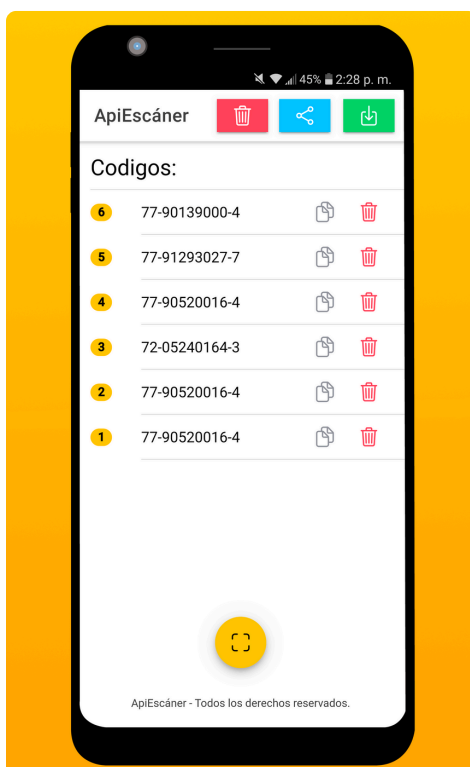 45% 2:28 p. m.
ApiEscáner
Codigos:
6 77-90139000-4
5 77-91293027-7
4 77-90520016-4
3 72-05240164-3
2 77-90520016-4
1 77-90520016-4
ApiEscáner - Todos los derechos reservados.